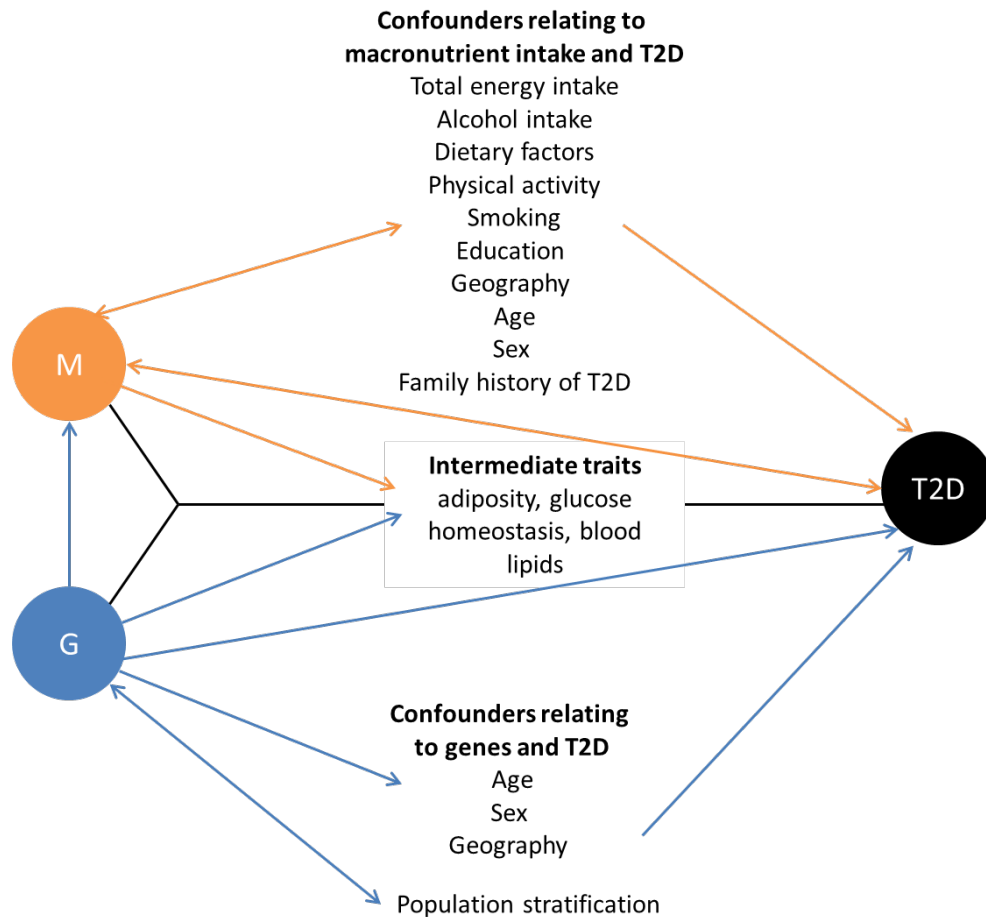 Confounders relating to
macronutrient intake and T2D
Total energy intake
Alcohol intake
Dietary factors
Physical activity
Smoking
Education
Geography
Age
Sex
Family history of T2D
M
Intermediate traits
adiposity, glucose
homeostasis, blood
lipids
T2D
G
Confounders relating
to genes and T2D
Age
Sex
Geography
Population stratification